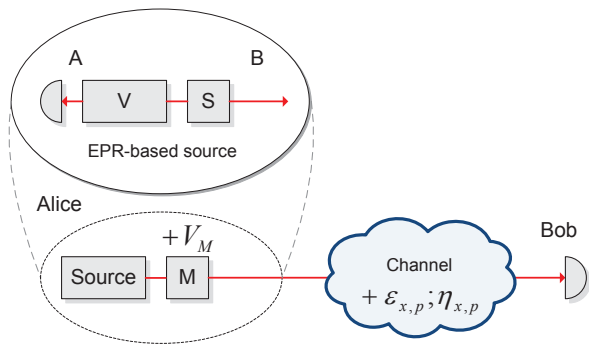 A B
V S
EPR-based source
Alice
+V_M
Source M
Bob
Channel
+ ε_{x,p};η_{x,p}